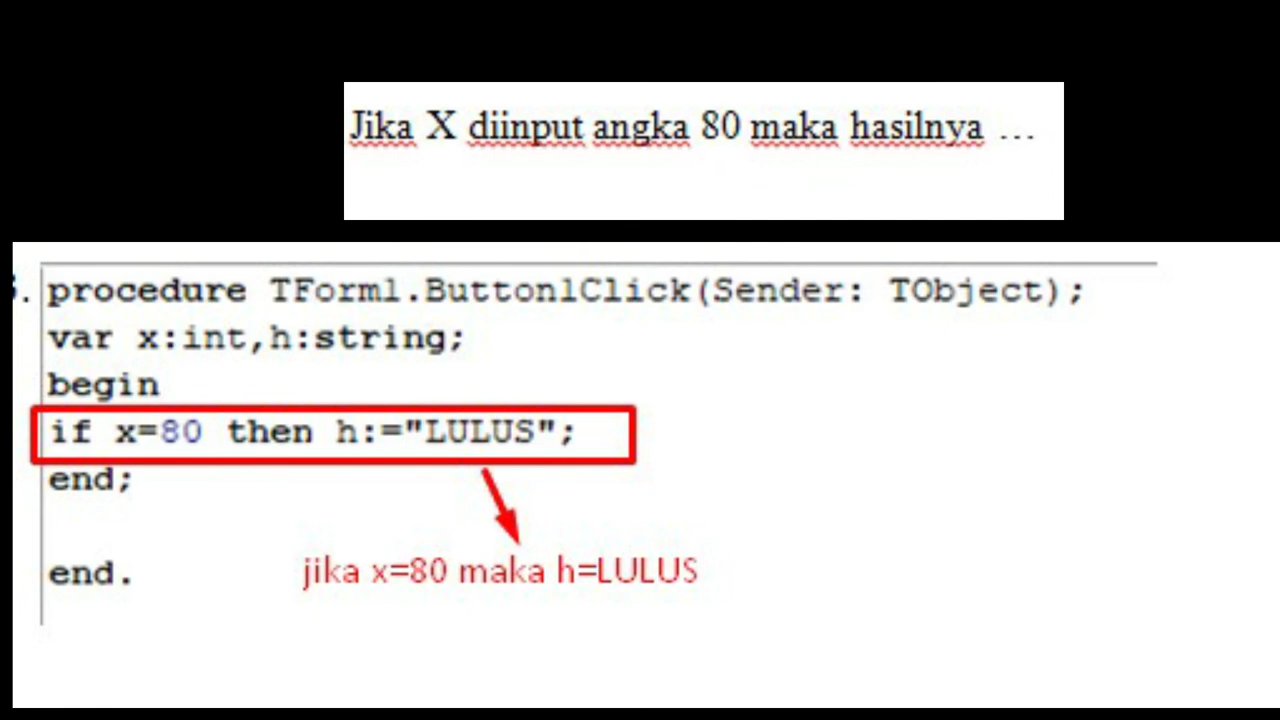 Jika X diinput angka 80 maka hasilnya ...
procedure TForm1.Button1Click(Sender: TObject);
var x:int,h:string;
begin
if x=80 then h:="LULUS";
end;
end.
jika x=80 maka h=LULUS